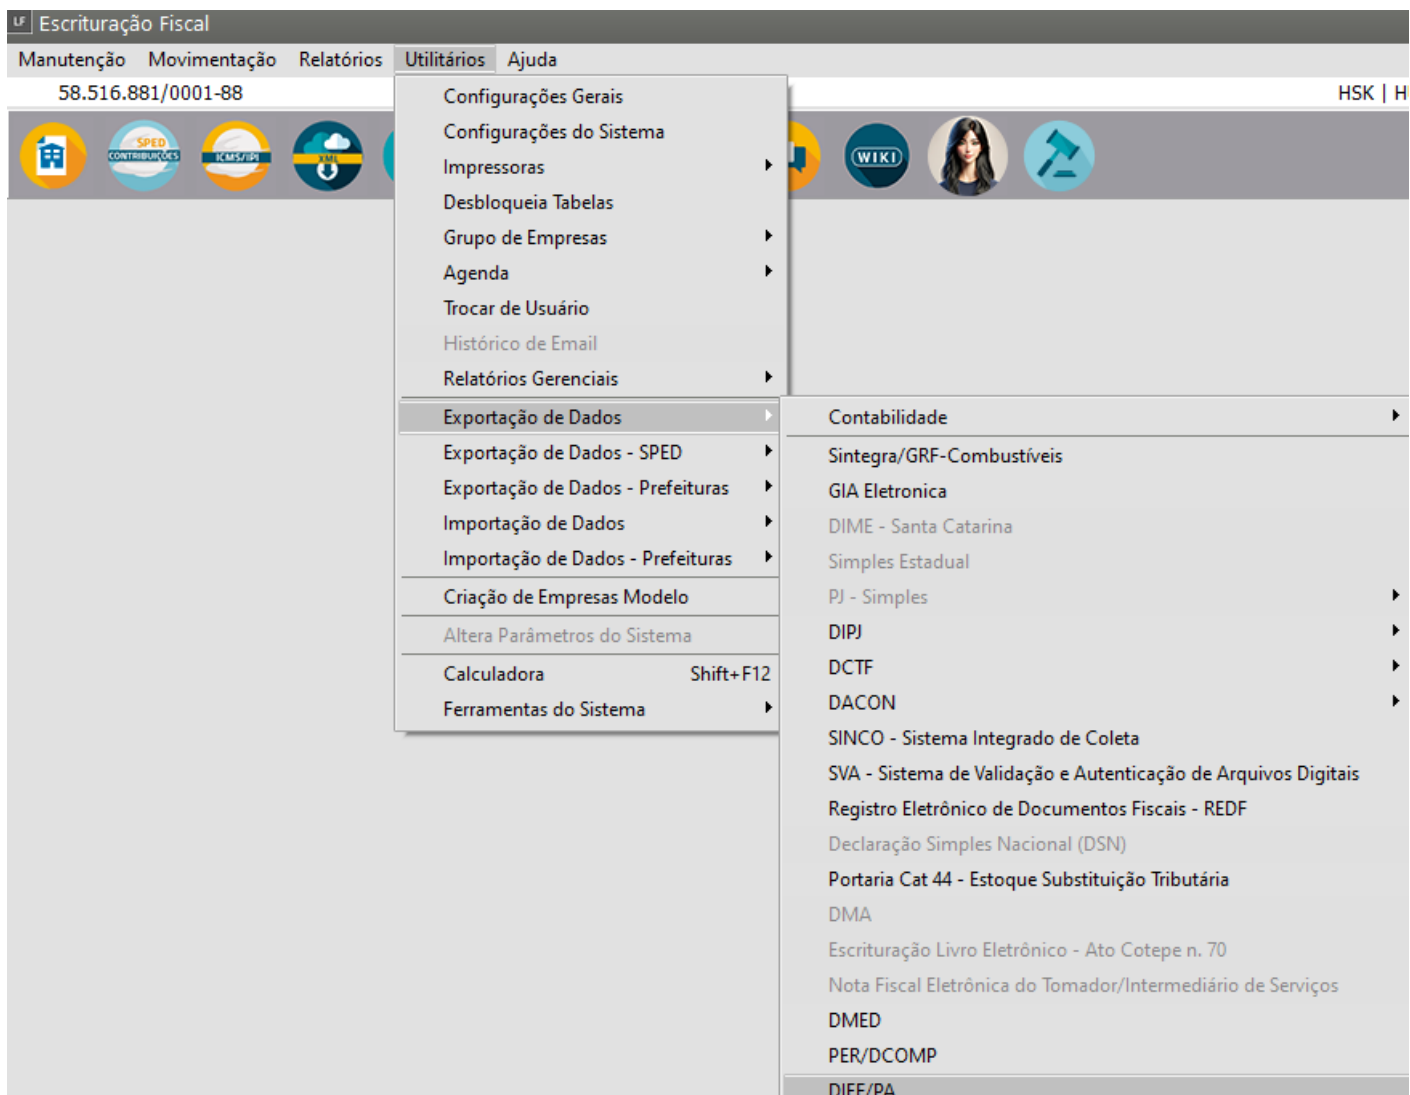 LF Escrituração Fiscal
Manutenção Movimentação Relatórios Utilitários Ajuda
58.516.881/0001-88
HSK | H
SPED CONTRIBUIÇÕES
ICMS/IPI
XML
WIKI
Configurações Gerais
Configurações do Sistema
Impressoras
Desbloqueia Tabelas
Grupo de Empresas
Agenda
Trocar de Usuário
Histórico de Email
Relatórios Gerenciais
Exportação de Dados
Exportação de Dados - SPED
Exportação de Dados - Prefeituras
Importação de Dados
Importação de Dados - Prefeituras
Criação de Empresas Modelo
Altera Parâmetros do Sistema
Calculadora Shift+F12
Ferramentas do Sistema
Contabilidade
Sintegra/GRF-Combustíveis
GIA Eletronica
DIME - Santa Catarina
Simples Estadual
PJ - Simples
DIPJ
DCTF
DACON
SINCO - Sistema Integrado de Coleta
SVA - Sistema de Validação e Autenticação de Arquivos Digitais
Registro Eletrônico de Documentos Fiscais - REDF
Declaração Simples Nacional (DSN)
Portaria Cat 44 - Estoque Substituição Tributária
DMA
Escrituração Livro Eletrônico - Ato Cotepe n. 70
Nota Fiscal Eletrônica do Tomador/Intermediário de Serviços
DMED
PER/DCOMP
DIEF/PA